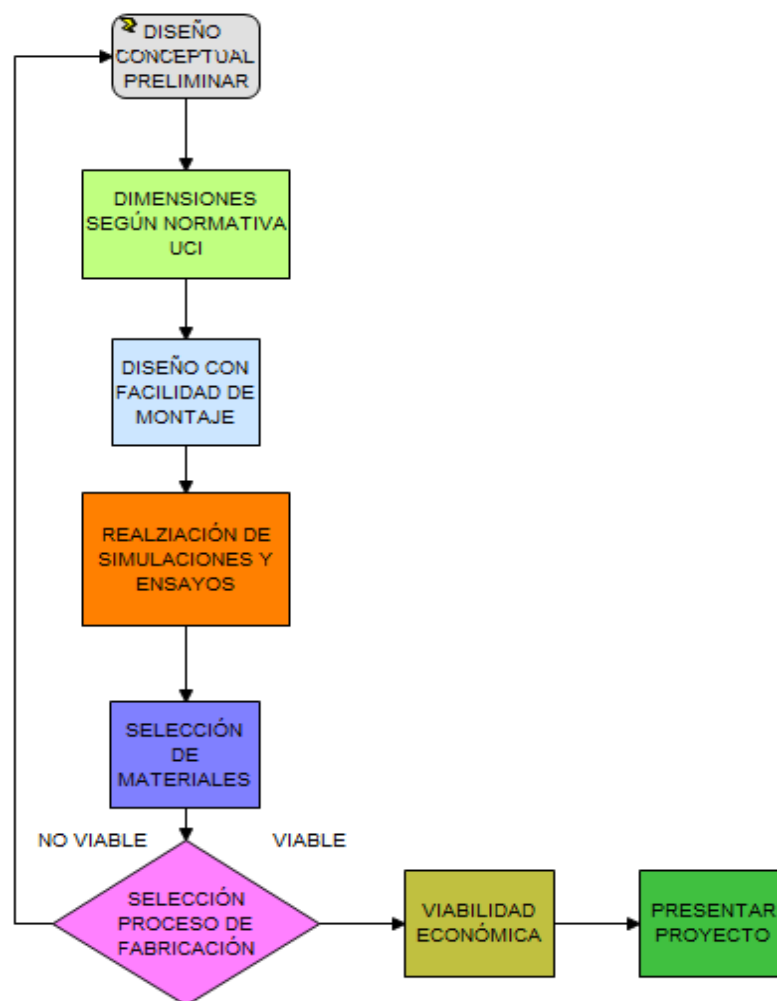 DISEÑO
CONCEPTUAL
PRELIMINAR
DIMENSIONES
SEGÚN NORMATIVA
UCI
DISEÑO CON
FACILIDAD DE
MONTAJE
REALZIACIÓN DE
SIMULACIONES Y
ENSAYOS
SELECCIÓN
DE
MATERIALES
NO VIABLE
VIABLE
SELECCIÓN
PROCESO DE
FABRICACIÓN
VIABILIDAD
ECONÓMICA
PRESENTAR
PROYECTO